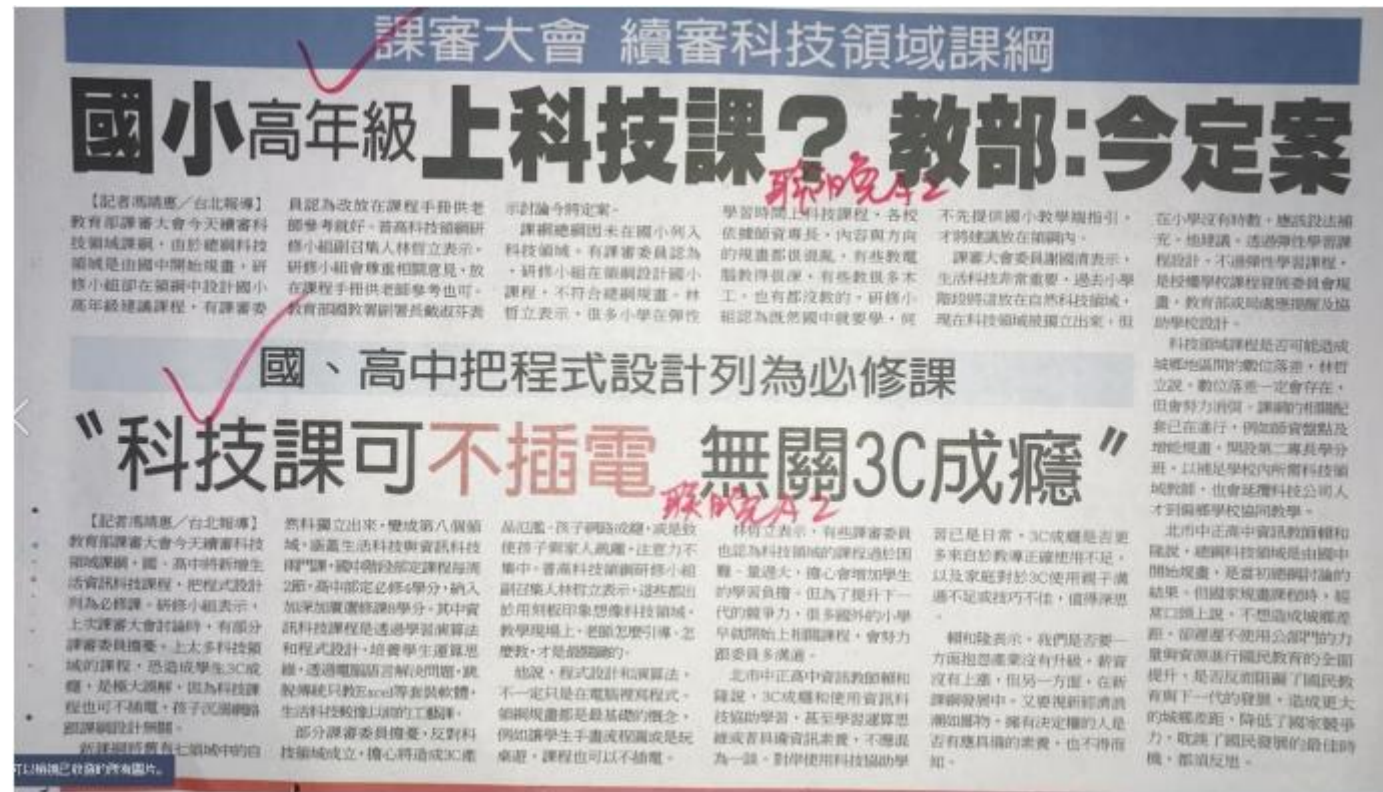 課審大會 續審科技領域課綱
國小高年級上科技課？教部：今定案
聯晚A2
【記者馮靖惠／台北報導】
教育部課審大會今天續審科
技領域課綱，由於總綱科技
領域是由國中開始規畫，研
修小組卻在領綱中設計國小
高年級建議課程，有課審委
員認為改放在課程手冊供老
師參考就好。普高科技領綱研
修小組副召集人林哲立表示，
研修小組會尊重相關意見，放
在課程手冊供老師參考也可。
教育部國教署副署長戴淑芬表
示討論今將定案。
課綱總綱因未在國小列入
科技領域。有課審委員認為
，研修小組在領綱設計國小
課程，不符合總綱規畫。林
哲立表示，很多小學在彈性
學習時間上科技課程，各校
依據師資專長，內容與方向
的規畫都很混亂，有些教電
腦教得很深，有些教很多木
工，也有都沒教的。研修小
組認為既然國中就要學，何
不先提供國小教學端指引，
才將建議放在領綱內。
課審大會委員謝國清表示，
生活科技非常重要，過去小學
階段將這放在自然科技領域，
現在科技領域被獨立出來，但
在小學沒有時數，應該設法補
充。他建議，透過彈性學習課
程設計。不過彈性學習課程，
是授權學校課程發展委員會規
畫，教育部或局處應提醒及協
助學校設計。
科技領域課程是否可能造成
城鄉地區間的數位落差，林哲
立說，數位落差一定會存在，
但會努力消弭。課綱的相關配
套已在進行，例如師資盤點及
增能規畫，開設第二專長學分
班，以補足學校內所需科技領
域教師，也會延攬科技公司人
才到偏鄉學校協同教學。
北市中正高中資訊教師賴和
隆說，總綱科技領域是由國中
開始規畫，是當初總綱討論的
結果。但國家規畫課程時，經
常口頭上說，不想造成城鄉差
距，卻遲遲不使用公部門的力
量與資源進行國民教育的全面
提升，是否反而阻礙了國民教
育與下一代的發展，造成更大
的城鄉差距，降低了國家競爭
力，耽誤了國民發展的最佳時
機，都須反思。
國、高中把程式設計列為必修課
〝科技課可不插電 無關3C成癮〞
聯晚A2
【記者馮靖惠／台北報導】
教育部課審大會今天續審科技
領域課綱，國、高中將新增生
活資訊科技課程，把程式設計
列為必修課。研修小組表示，
上次課審大會討論時，有部分
課審委員擔憂，上太多科技領
域的課程，恐造成學生3C成
癮，是極大誤解，因為科技課
程也可不插電，孩子沉溺網路
跟課綱設計無關。
新課綱將舊有七領域中的自
然科獨立出來，變成第八個領
域，涵蓋生活科技與資訊科技
兩門課，國中階段部定課程每周
2節，高中部定必修4學分，納入
加深加廣選修課8學分。其中資
訊科技課程是透過學習演算法
和程式設計，培養學生運算思
維，透過電腦語言解決問題，跳
脫傳統只教Excel等套裝軟體，
生活科技較像以前的工藝課。
部分課審委員擔憂，反對科
技領域成立，擔心將造成3C產
品氾濫、孩子網路成癮，或是致
使孩子與家人疏離，注意力不
集中。普高科技領綱研修小組
副召集人林哲立表示，這些都出
於用刻板印象想像科技領域。
教學現場上，老師怎麼引導、怎
麼教，才是最關鍵的。
他說，程式設計和演算法，
不一定只是在電腦裡寫程式。
領綱規畫都是最基礎的概念，
例如讓學生手畫流程圖或是玩
桌遊，課程也可以不插電。
林哲立表示，有些課審委員
也認為科技領域的課程過於困
難、量過大，擔心會增加學生
的學習負擔。但為了提升下一
代的競爭力，很多國外的小學
早就開始上相關課程，會努力
跟委員多溝通。
北市中正高中資訊教師賴和
隆說，3C成癮和使用資訊科
技協助學習，甚至學習運算思
維或者具備資訊素養，不應混
為一談。對岸使用科技協助學
習已是日常，3C成癮是否更
多來自於教導正確使用不足，
以及家庭對於3C使用親子溝
通不足或技巧不佳，值得深思
。
賴和隆表示，我們是否要一
方面抱怨產業沒有升級，薪資
沒有上漲，但另一方面，在新
課綱發展中，又要視新經濟浪
潮如廢物。擁有決定權的人是
否有應具備的素養，也不得而
知。
可以檢視已收藏的所有圖片。